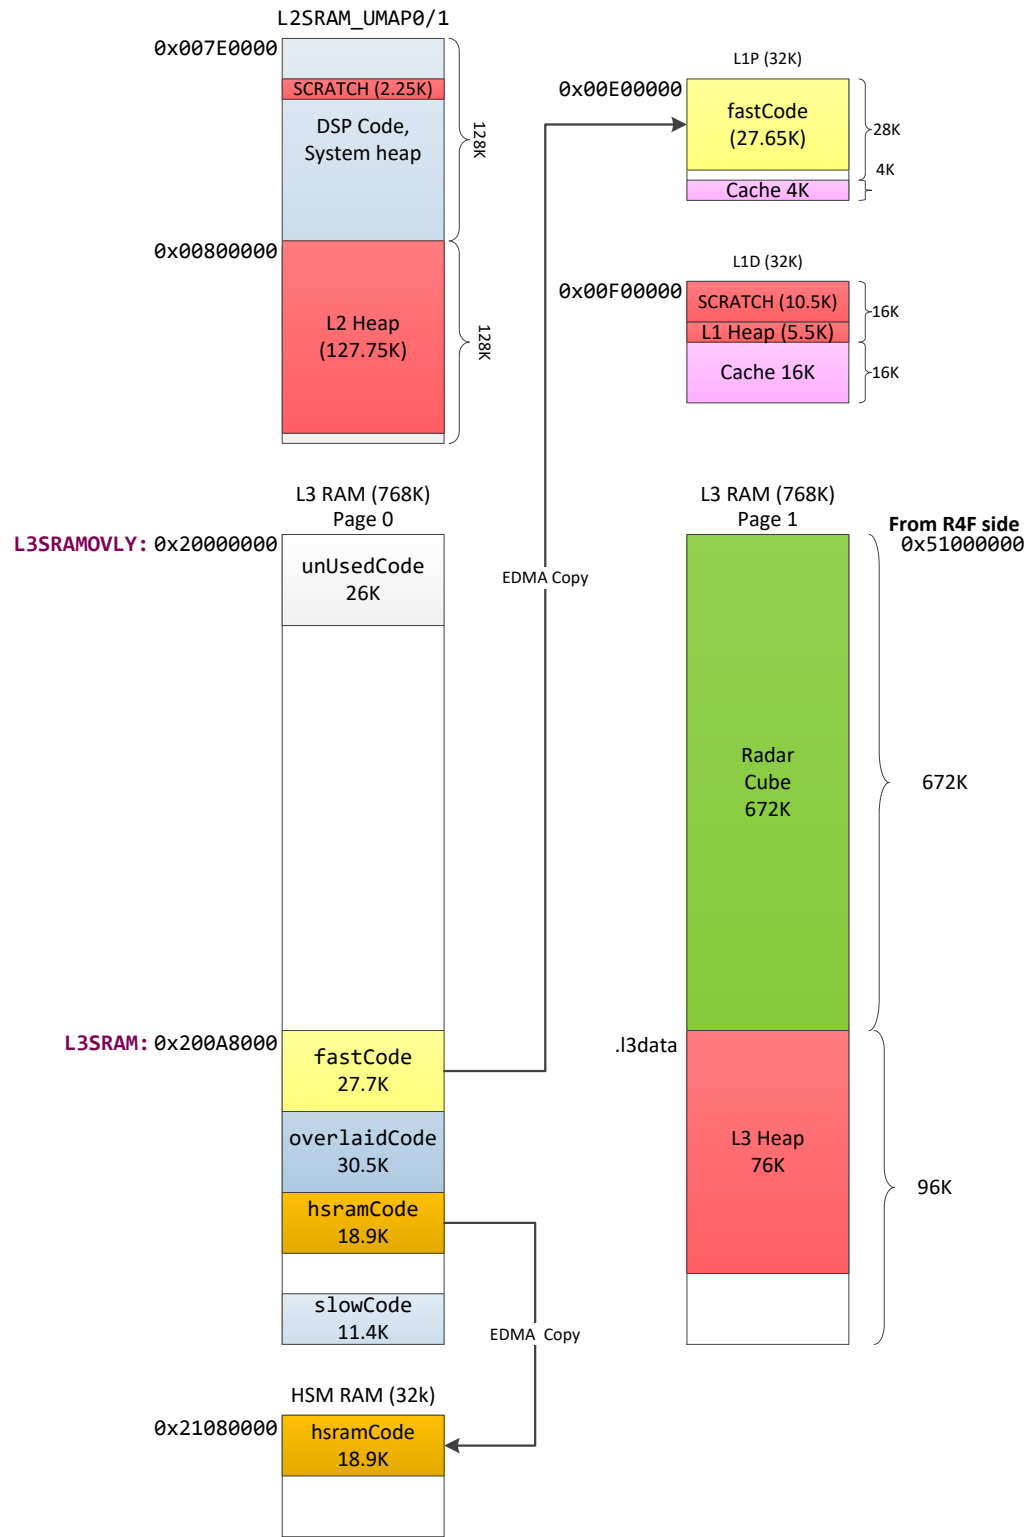 L2SRAM_UMAP0/1
0x007E0000
SCRATCH (2.25K)
DSP Code,
System heap
128K
0x00800000
L2 Heap
(127.75K)
128K
L1P (32K)
0x00E00000
fastCode
(27.65K)
28K
4K
Cache 4K
L1D (32K)
0x00F00000
SCRATCH (10.5K)
16K
L1 Heap (5.5K)
Cache 16K
16K
EDMA Copy
L3 RAM (768K)
Page 0
L3SRAMOVLY: 0x20000000
unUsedCode
26K
L3SRAM: 0x200A8000
fastCode
27.7K
overlaidCode
30.5K
hsramCode
18.9K
slowCode
11.4K
EDMA Copy
L3 RAM (768K)
Page 1
From R4F side
0x51000000
Radar
Cube
672K
672K
.l3data
L3 Heap
76K
96K
HSM RAM (32k)
0x21080000
hsramCode
18.9K